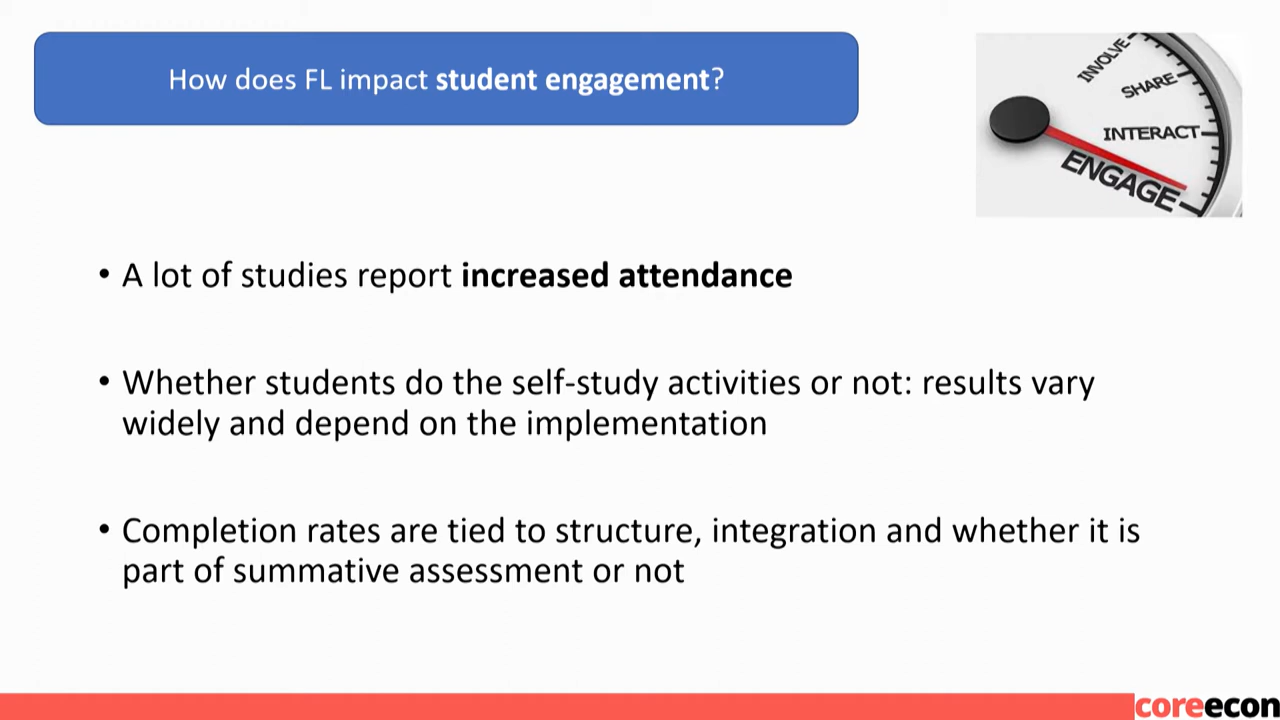 How does FL impact student engagement?
INVOLVE
SHARE
INTERACT
ENGAGE
• A lot of studies report increased attendance
• Whether students do the self-study activities or not: results vary
widely and depend on the implementation
• Completion rates are tied to structure, integration and whether it is
part of summative assessment or not
coreecon